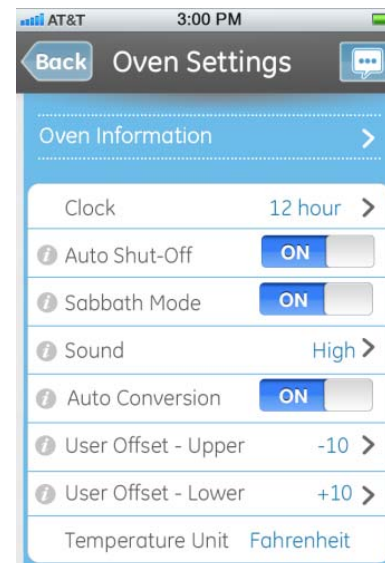 AT&T 3:00 PM
Back Oven Settings
Oven Information
Clock 12 hour
i Auto Shut-Off ON
i Sabbath Mode ON
i Sound High
i Auto Conversion ON
i User Offset - Upper -10
i User Offset - Lower +10
Temperature Unit Fahrenheit